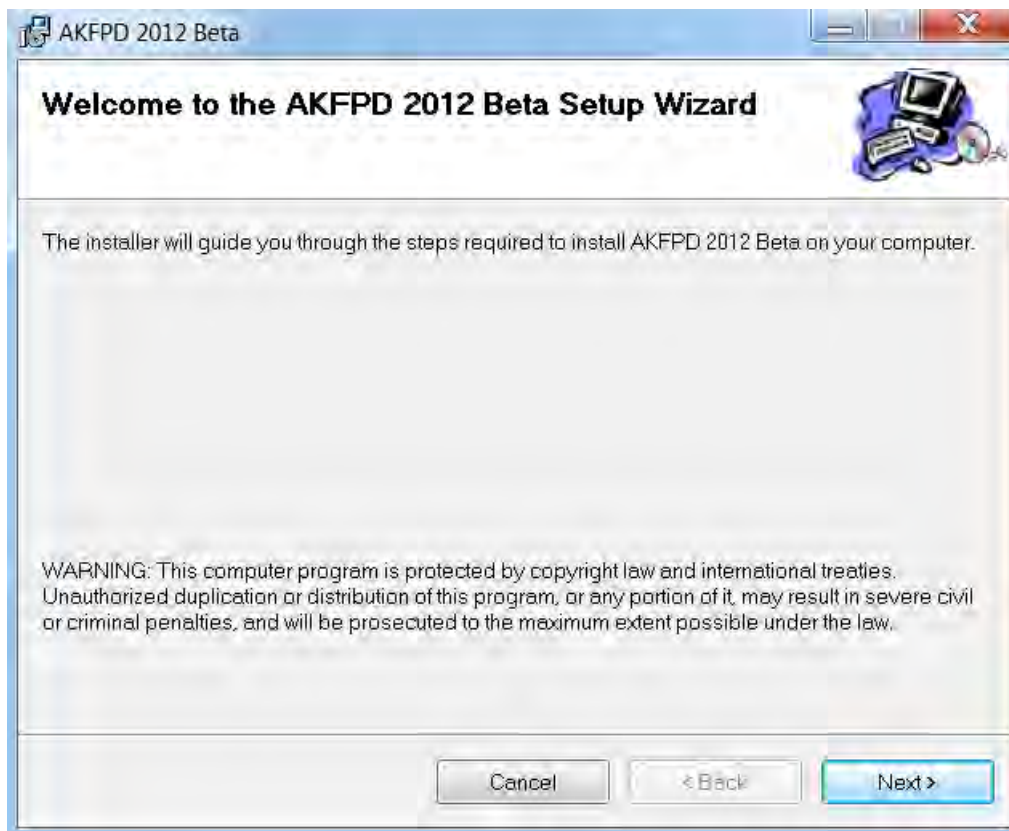 AKFPD 2012 Beta
Welcome to the AKFPD 2012 Beta Setup Wizard
The installer will guide you through the steps required to install AKFPD 2012 Beta on your computer.
WARNING: This computer program is protected by copyright law and international treaties.
Unauthorized duplication or distribution of this program, or any portion of it, may result in severe civil
or criminal penalties, and will be prosecuted to the maximum extent possible under the law.
Cancel
< Back
Next >